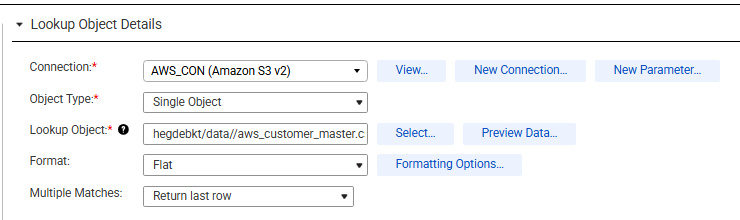 Lookup Object Details
Connection:* AWS_CON (Amazon S3 v2) View... New Connection... New Parameter...
Object Type:* Single Object
Lookup Object:* ? hegdebkt/data//aws_customer_master.c Select... Preview Data...
Format: Flat Formatting Options...
Multiple Matches: Return last row